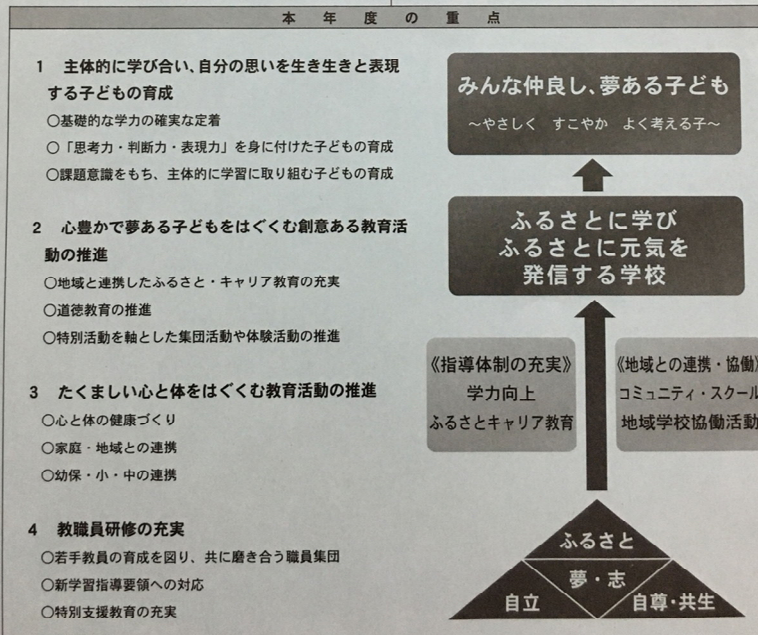 本年度の重点
1 主体的に学び合い、自分の思いを生き生きと表現
する子どもの育成
○基礎的な学力の確実な定着
○「思考力・判断力・表現力」を身に付けた子どもの育成
○課題意識をもち、主体的に学習に取り組む子どもの育成
2 心豊かで夢ある子どもをはぐくむ創意ある教育活
動の推進
○地域と連携したふるさと・キャリア教育の充実
○道徳教育の推進
○特別活動を軸とした集団活動や体験活動の推進
3 たくましい心と体をはぐくむ教育活動の推進
○心と体の健康づくり
○家庭・地域との連携
○幼保・小・中の連携
4 教職員研修の充実
○若手教員の育成を図り、共に磨き合う職員集団
○新学習指導要領への対応
○特別支援教育の充実
みんな仲良し、夢ある子ども
～やさしく すこやか よく考える子～
ふるさとに学び
ふるさとに元気を
発信する学校
《指導体制の充実》
学力向上
ふるさとキャリア教育
《地域との連携・協働》
コミュニティ・スクール
地域学校協働活動
ふるさと
夢・志
自立
自尊・共生